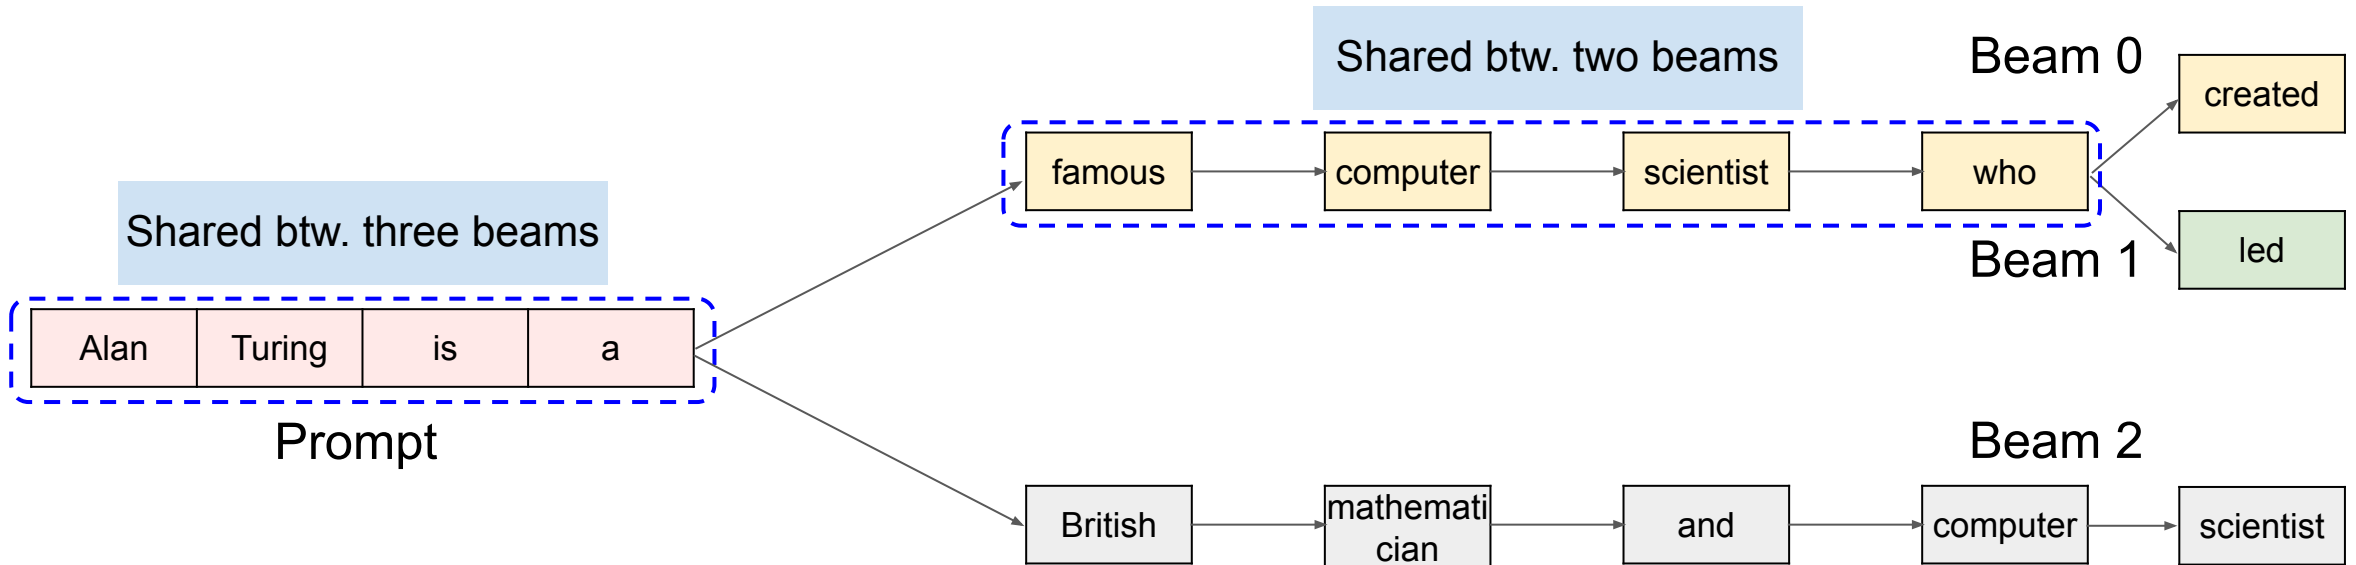 Shared btw. two beams
Beam 0
created
famous computer scientist who
Shared btw. three beams
Beam 1
led
Alan Turing is a
Prompt
Beam 2
British mathemati
cian and computer scientist